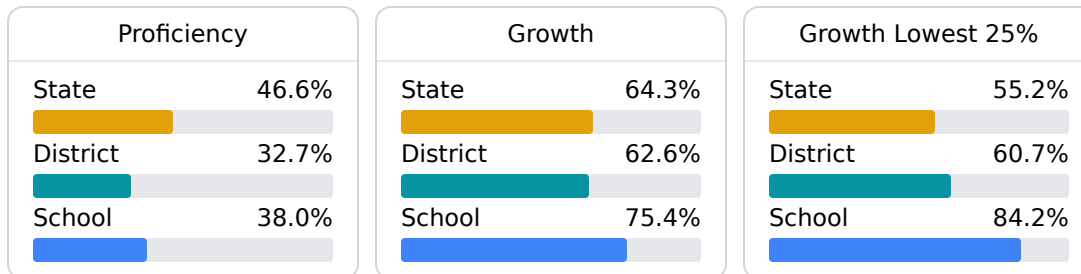 Proficiency
State 46.6%
District 32.7%
School 38.0%
Growth
State 64.3%
District 62.6%
School 75.4%
Growth Lowest 25%
State 55.2%
District 60.7%
School 84.2%